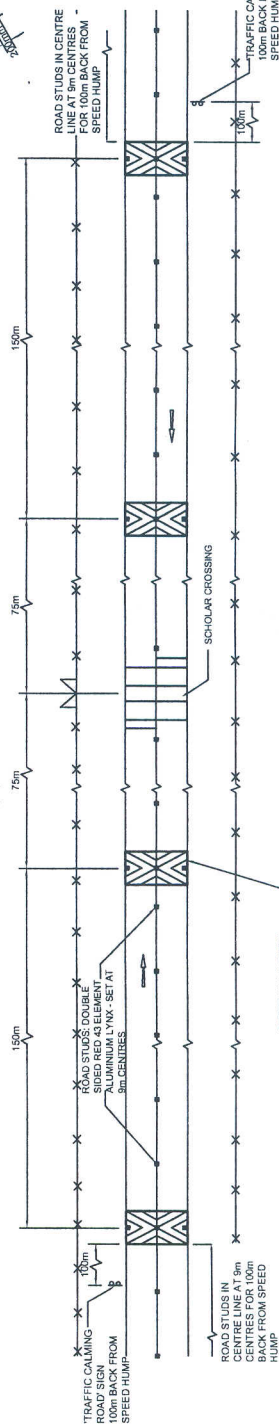 200mm
ROAD STUDS IN CENTRE
LINE AT 9m CENTRES
FOR 100m BACK FROM
SPEED HUMP
TRAFFIC CA
100m BACK
SPEED HUM
100m
150m
75m
SCHOLAR CROSSING
75m
150m
ROAD STUDS: DOUBLE
SIDED RED 43 ELEMENT
ALUMINIUM LYNX - SET AT
9m CENTRES
100m
'TRAFFIC CALMING
ROAD' SIGN
100m BACK FROM
SPEED HUMP
ROAD STUDS IN
CENTRE LINE AT 9m
CENTRES FOR 100m
BACK FROM SPEED
HUMP